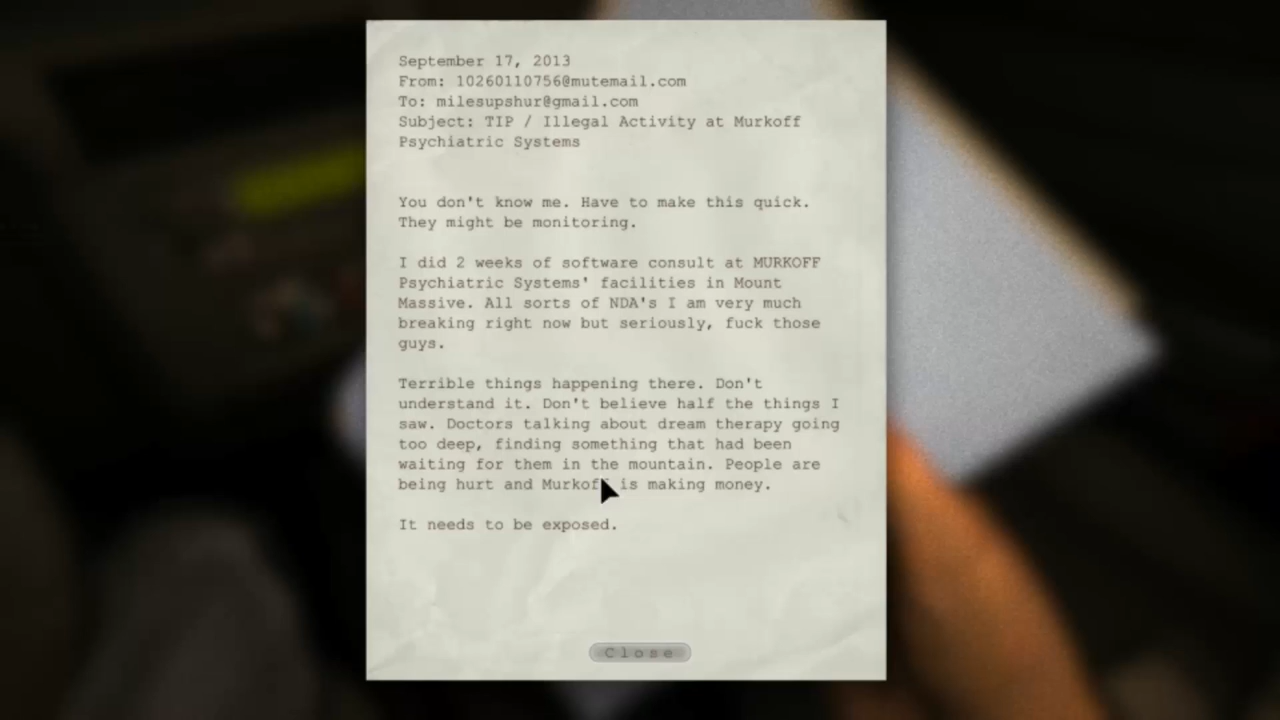 September 17, 2013
From: 10260110756@mutemail.com
To: milesupshur@gmail.com
Subject: TIP / Illegal Activity at Murkoff
Psychiatric Systems
You don't know me. Have to make this quick.
They might be monitoring.
I did 2 weeks of software consult at MURKOFF
Psychiatric Systems' facilities in Mount
Massive. All sorts of NDA's I am very much
breaking right now but seriously, fuck those
guys.
Terrible things happening there. Don't
understand it. Don't believe half the things I
saw. Doctors talking about dream therapy going
too deep, finding something that had been
waiting for them in the mountain. People are
being hurt and Murkoff is making money.
It needs to be exposed.
Close